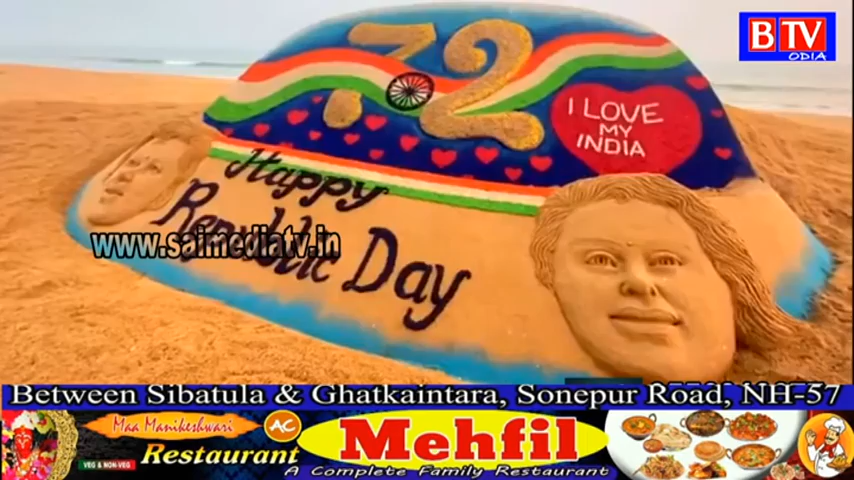 BTV
ODIA
72
I LOVE
MY
INDIA
Happy
Republic Day
www.saimediatv.in
Between Sibatula & Ghatkaintara, Sonepur Road, NH-57
Maa Manikeshwari
AC
Restaurant
VEG & NON-VEG
Mehfil
A Complete Family Restaurant